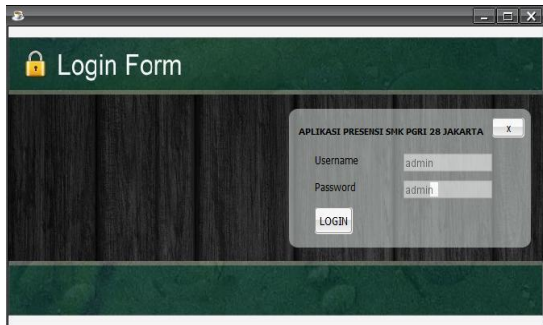 Login Form
APLIKASI PRESENSI SMK PGRI 28 JAKARTA X
Username admin
Password admin
LOGIN